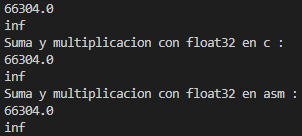 66304.0
inf
Suma y multiplicacion con float32 en c :
66304.0
inf
Suma y multiplicacion con float32 en asm :
66304.0
inf